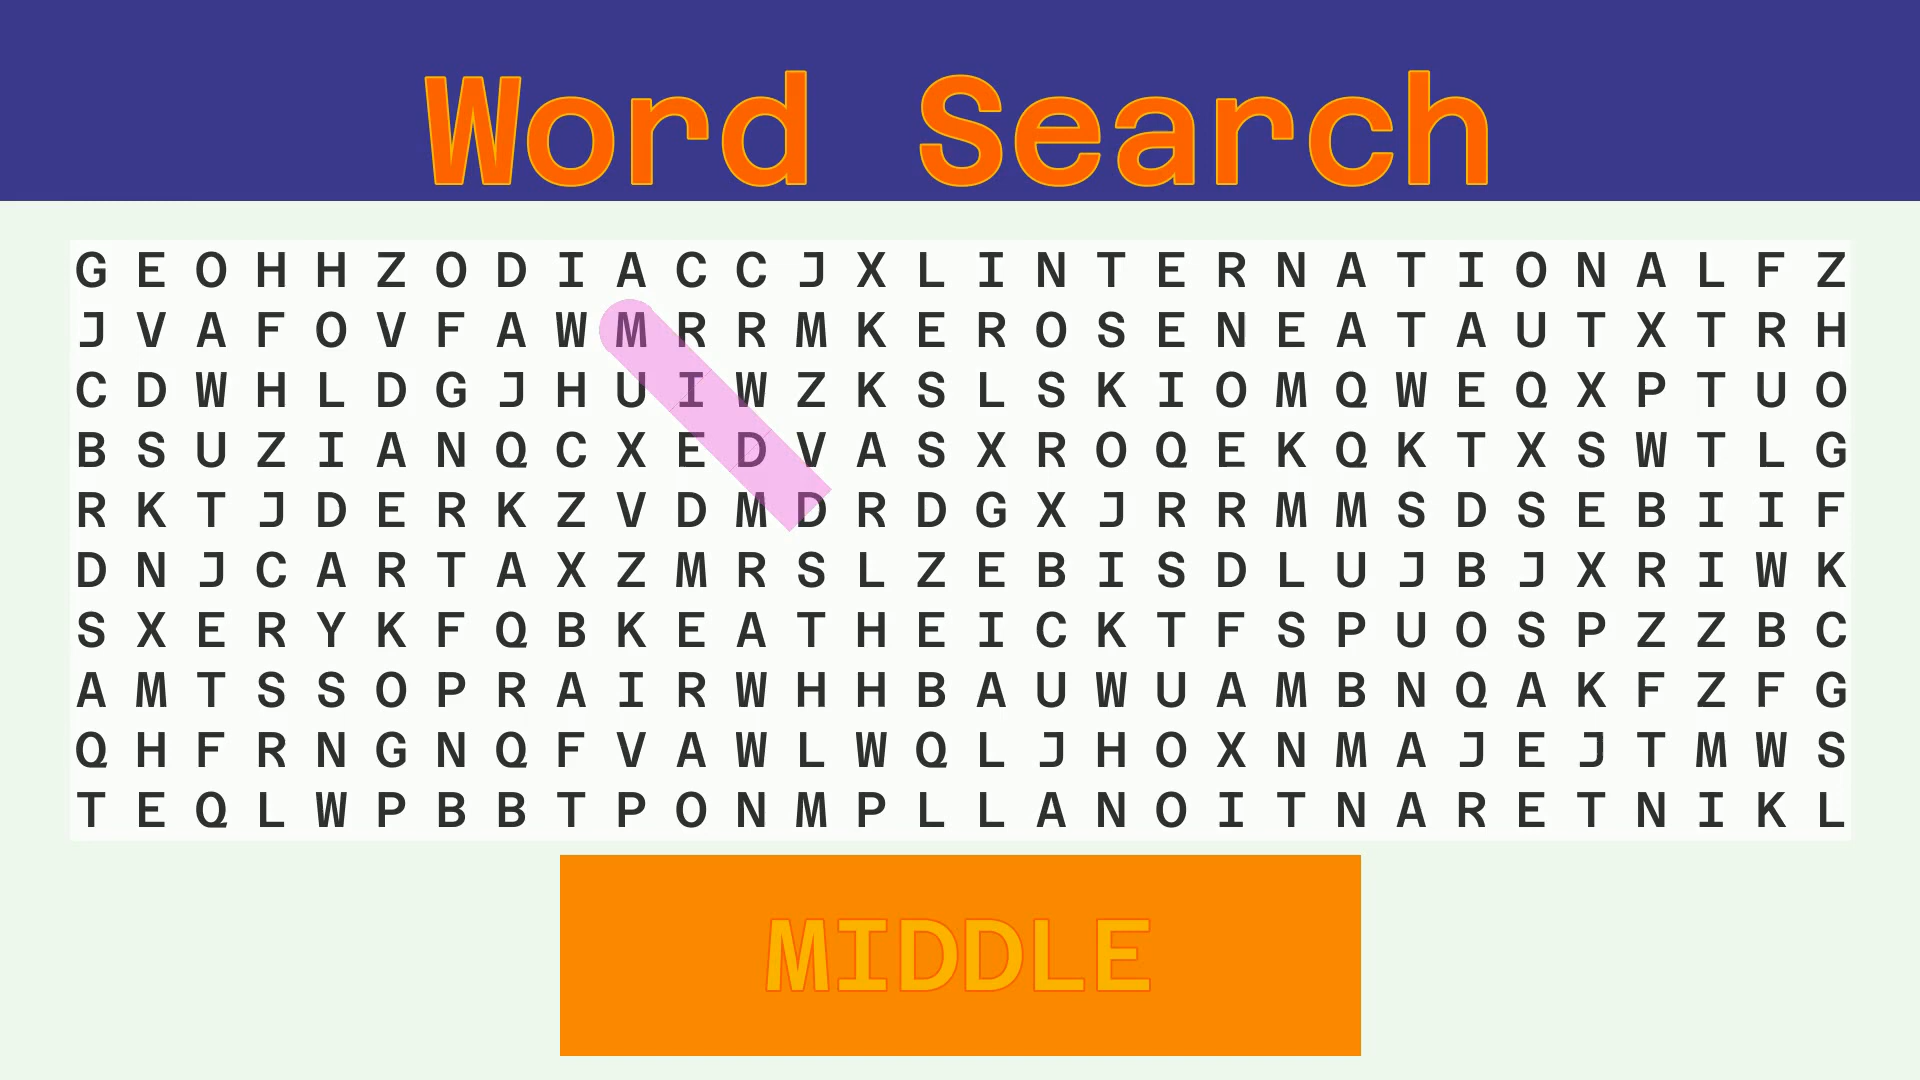 Word Search
G E O H H Z O D I A C C J X L I N T E R N A T I O N A L F Z
J V A F O V F A W M R R M K E R O S E N E A T A U T X T R H
C D W H L D G J H U I W Z K S L S K I O M Q W E Q X P T U O
B S U Z I A N Q C X E D V A S X R O Q E K Q K T X S W T L G
R K T J D E R K Z V D M D R D G X J R R M M S D S E B I I F
D N J C A R T A X Z M R S L Z E B I S D L U J B J X R I W K
S X E R Y K F Q B K E A T H E I C K T F S P U O S P Z Z B C
A M T S S O P R A I R W H H B A U W U A M B N Q A K F Z F G
Q H F R N G N Q F V A W L W Q L J H O X N M A J E J T M W S
T E Q L W P B B T P O N M P L L A N O I T N A R E T N I K L
MIDDLE